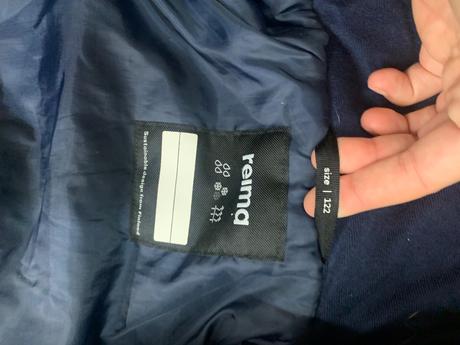 reima
Sustainable design from Finland
size | 122